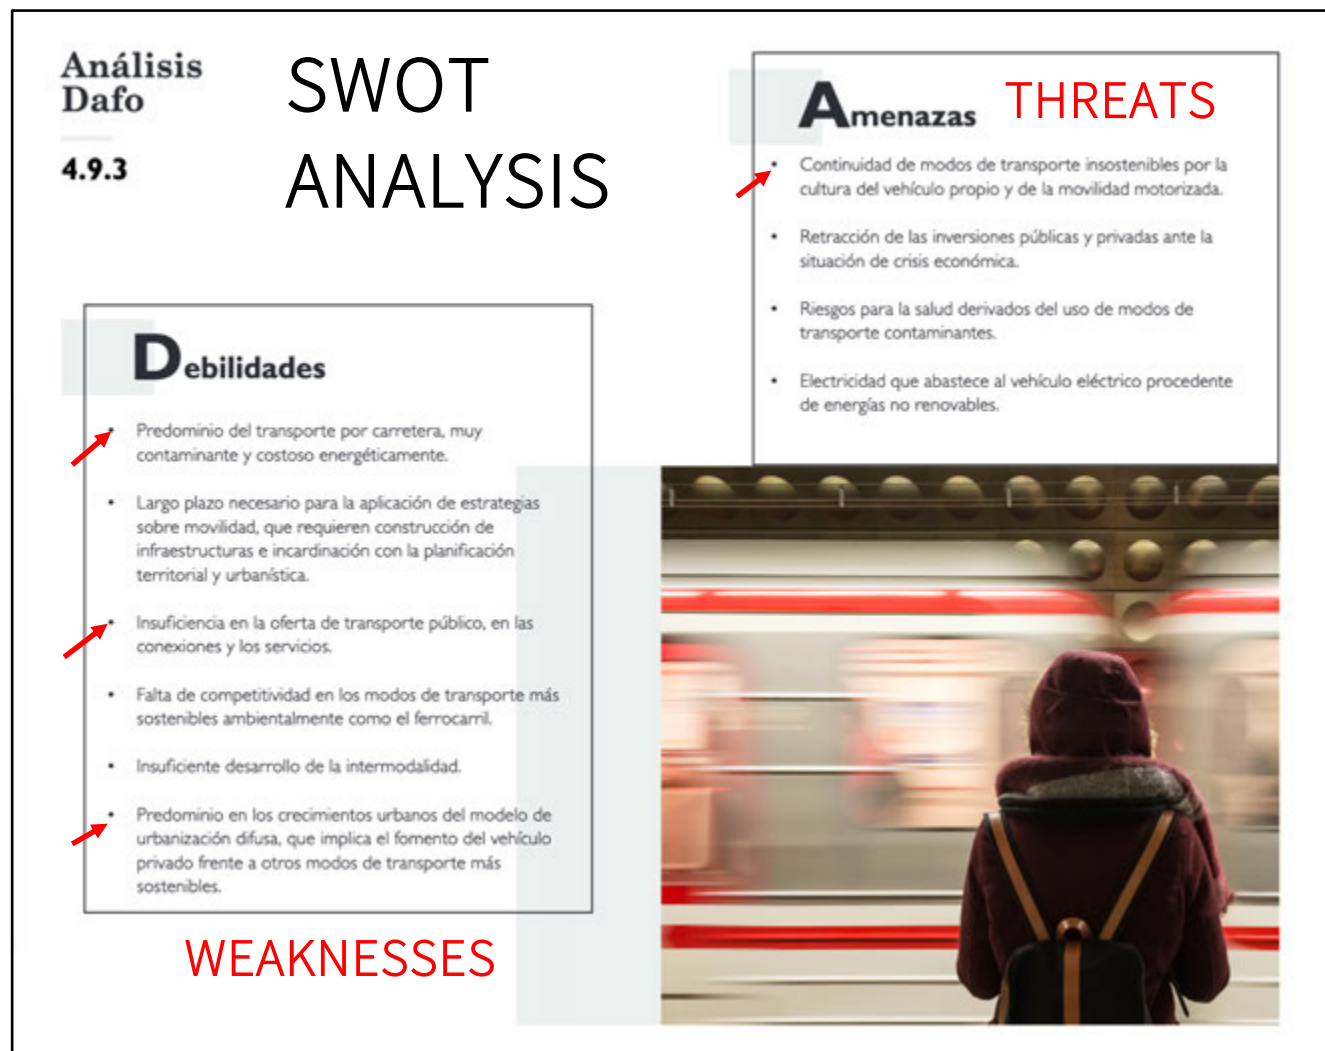 Análisis
Dafo
4.9.3
SWOT
ANALYSIS
Debilidades
• Predominio del transporte por carretera, muy
contaminante y costoso energéticamente.
• Largo plazo necesario para la aplicación de estrategias
sobre movilidad, que requieren construcción de
infraestructuras e incardinación con la planificación
territorial y urbanística.
• Insuficiencia en la oferta de transporte público, en las
conexiones y los servicios.
• Falta de competitividad en los modos de transporte más
sostenibles ambientalmente como el ferrocarril.
• Insuficiente desarrollo de la intermodalidad.
• Predominio en los crecimientos urbanos del modelo de
urbanización difusa, que implica el fomento del vehículo
privado frente a otros modos de transporte más
sostenibles.
WEAKNESSES
Amenazas
THREATS
• Continuidad de modos de transporte insostenibles por la
cultura del vehículo propio y de la movilidad motorizada.
• Retracción de las inversiones públicas y privadas ante la
situación de crisis económica.
• Riesgos para la salud derivados del uso de modos de
transporte contaminantes.
• Electricidad que abastece al vehículo eléctrico procedente
de energías no renovables.